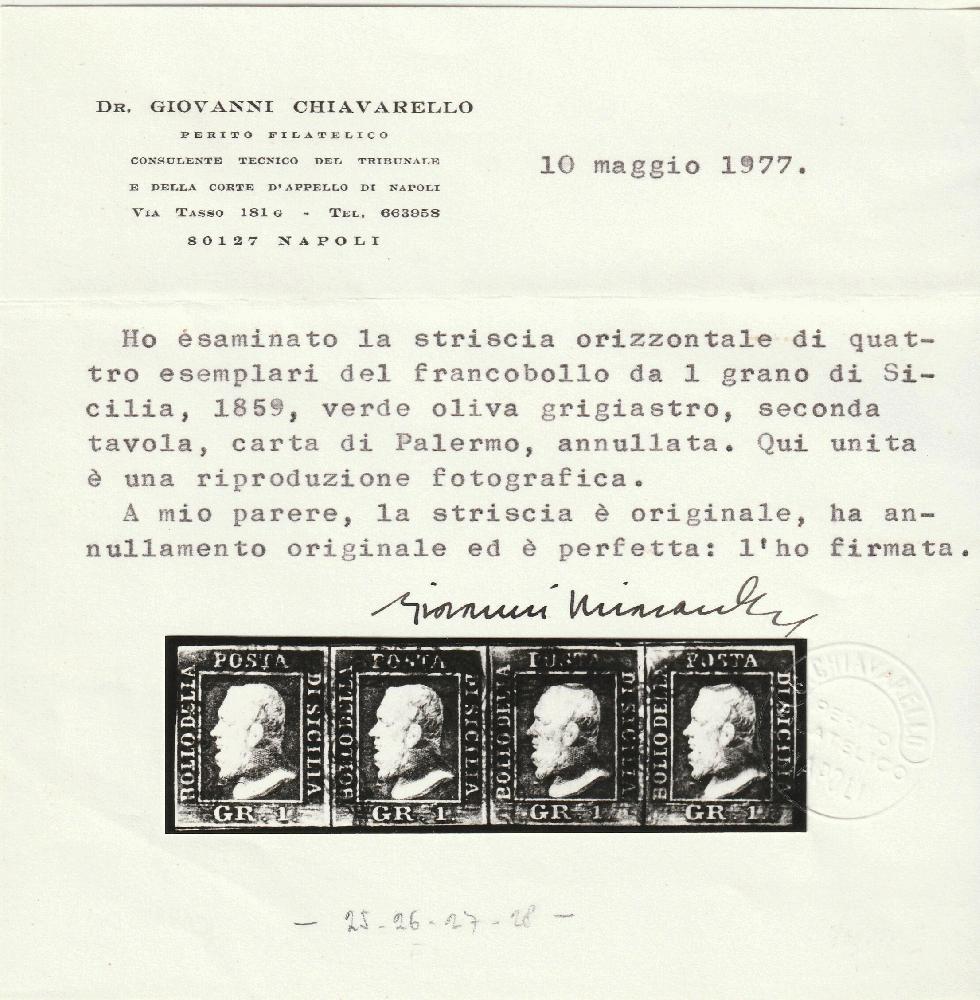 DR. GIOVANNI CHIAVARELLO
PERITO FILATELICO
CONSULENTE TECNICO DEL TRIBUNALE
E DELLA CORTE D'APPELLO DI NAPOLI
VIA TASSO 181 G - TEL. 663958
80127 NAPOLI
10 maggio 1977.
Ho esaminato la striscia orizzontale di quat-
tro esemplari del francobollo da 1 grano di Si-
cilia, 1859, verde oliva grigiastro, seconda
tavola, carta di Palermo, annullata. Qui unita
è una riproduzione fotografica.
A mio parere, la striscia è originale, ha an-
nullamento originale ed è perfetta: l'ho firmata.
Giovanni Chiavarello
POSTA POSTA POSTA POSTA
BOLLO DELLA DI SICILIA BOLLO DELLA DI SICILIA BOLLO DELLA DI SICILIA BOLLO DELLA DI SICILIA
GR. 1 GR. 1 GR. 1 GR. 1
CHIAVARELLO
PERITO
FILATELICO
NAPOLI
- 25-26-27-28 -